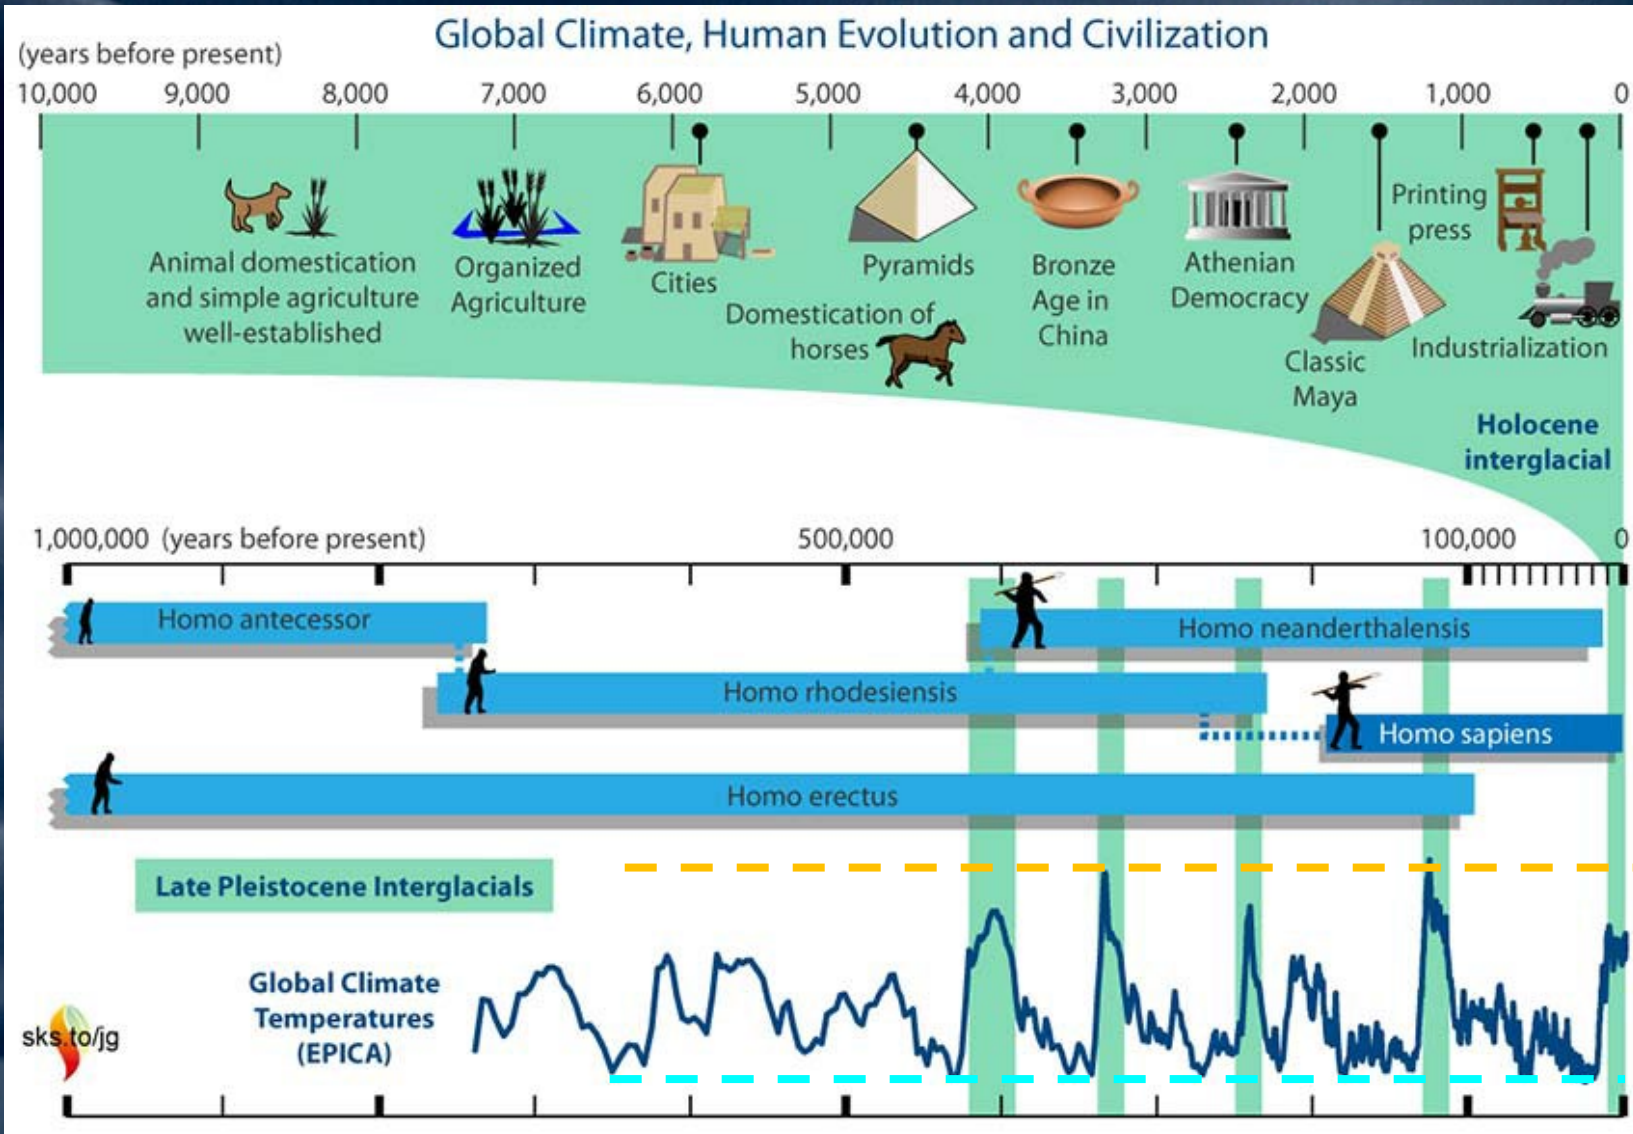 Global Climate, Human Evolution and Civilization
(years before present)
10,000 9,000 8,000 7,000 6,000 5,000 4,000 3,000 2,000 1,000 0
Animal domestication
and simple agriculture
well-established
Organized
Agriculture
Cities
Domestication of
horses
Pyramids
Bronze
Age in
China
Athenian
Democracy
Classic
Maya
Printing
press
Industrialization
Holocene
interglacial
1,000,000 (years before present) 500,000 100,000 0
Homo antecessor
Homo neanderthalensis
Homo rhodesiensis
Homo sapiens
Homo erectus
Late Pleistocene Interglacials
Global Climate
Temperatures
(EPICA)
sks.to/jg